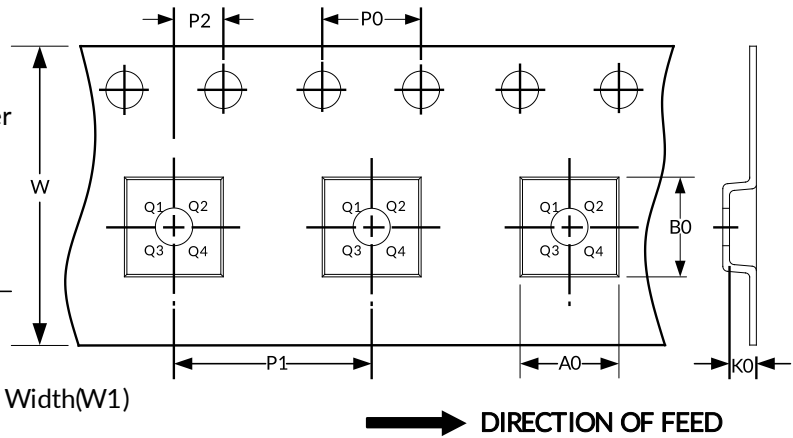 P2
P0
er
W
Q1 Q2
Q3 Q4
Q1 Q2
Q3 Q4
Q1 Q2
Q3 Q4
B0
P1
A0
K0
Width(W1)
DIRECTION OF FEED